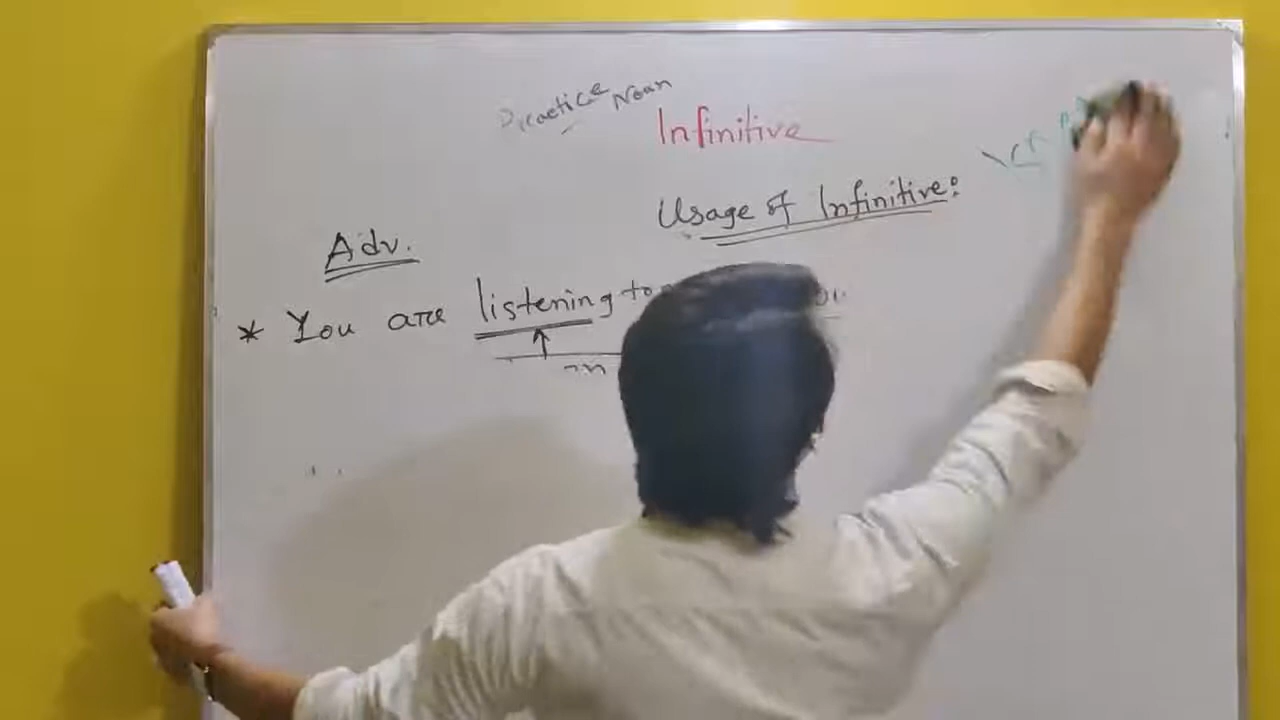 Practice Noun
Infinitive
Usage of Infinitive:
Adv.
* You are listening to